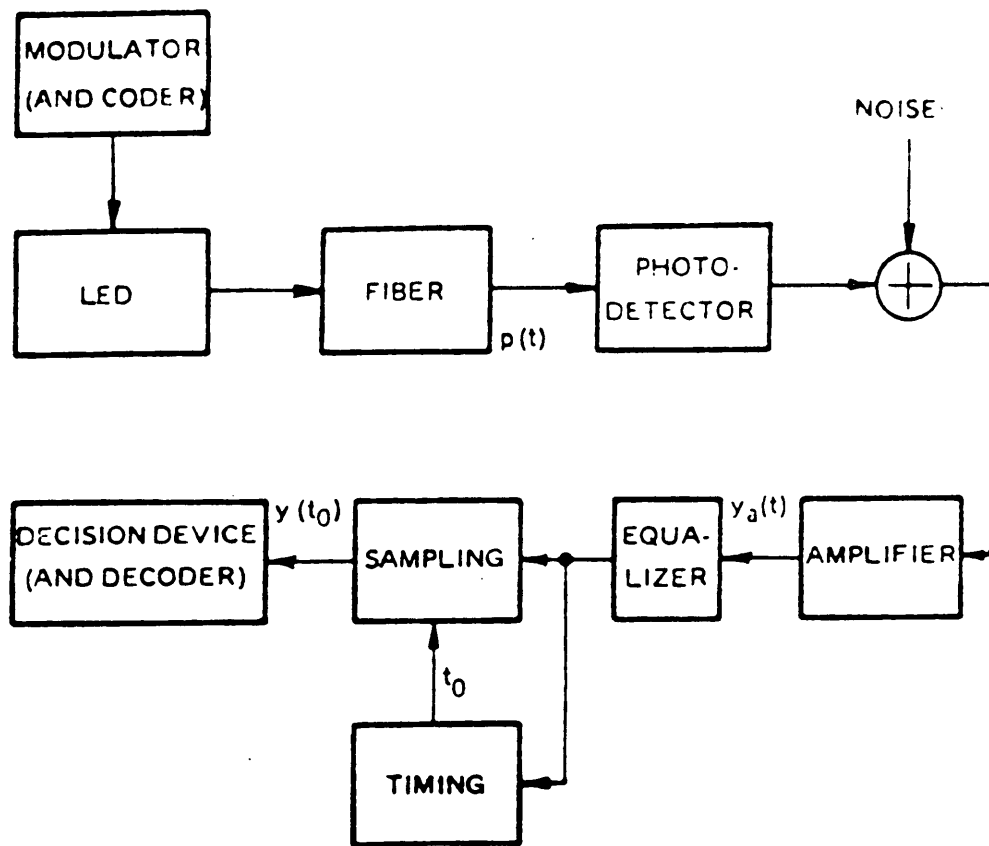 MODULATOR
(AND CODER)
NOISE
LED
FIBER
p(t)
PHOTO-
DETECTOR
DECISION DEVICE
(AND DECODER)
y(t₀)
SAMPLING
EQUA-
LIZER
yₐ(t)
AMPLIFIER
t₀
TIMING